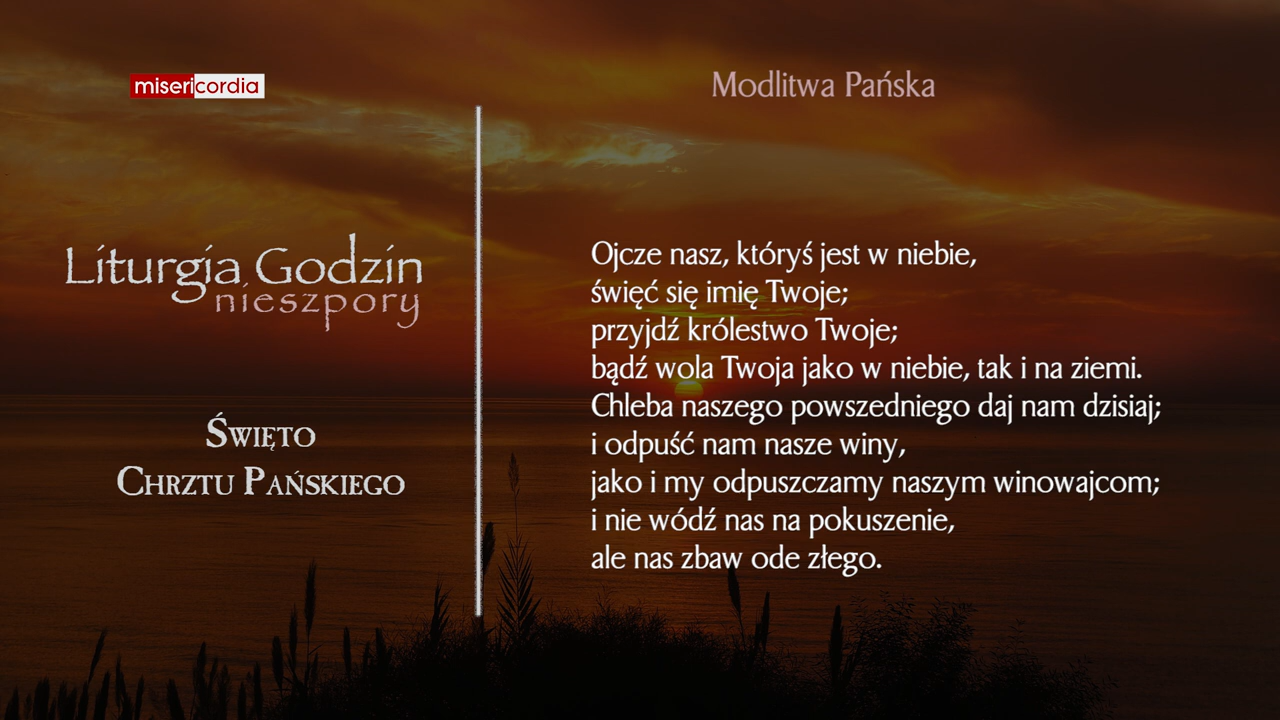 misericordia
Liturgia Godzin
nieszpory
Święto
Chrztu Pańskiego
Modlitwa Pańska
Ojcze nasz, któryś jest w niebie,
święć się imię Twoje;
przyjdź królestwo Twoje;
bądź wola Twoja jako w niebie, tak i na ziemi.
Chleba naszego powszedniego daj nam dzisiaj;
i odpuść nam nasze winy,
jako i my odpuszczamy naszym winowajcom;
i nie wódź nas na pokuszenie,
ale nas zbaw ode złego.